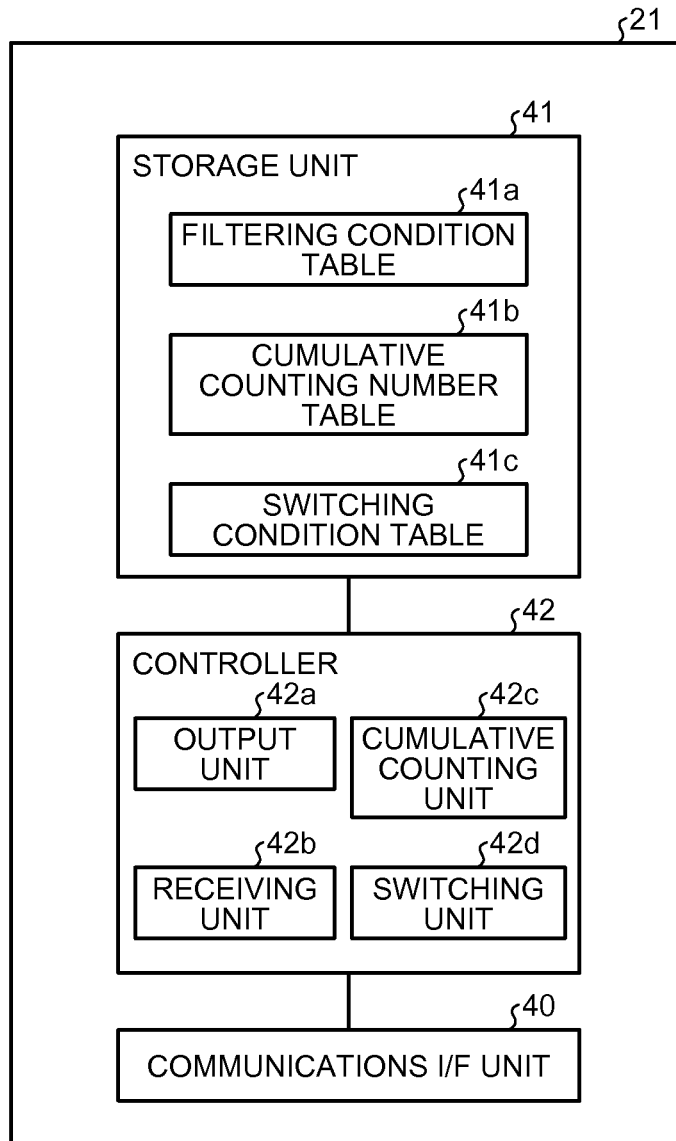 21
41
STORAGE UNIT
41a
FILTERING CONDITION
TABLE
41b
CUMULATIVE
COUNTING NUMBER
TABLE
41c
SWITCHING
CONDITION TABLE
42
CONTROLLER
42a
OUTPUT
UNIT
42c
CUMULATIVE
COUNTING
UNIT
42b
RECEIVING
UNIT
42d
SWITCHING
UNIT
40
COMMUNICATIONS I/F UNIT